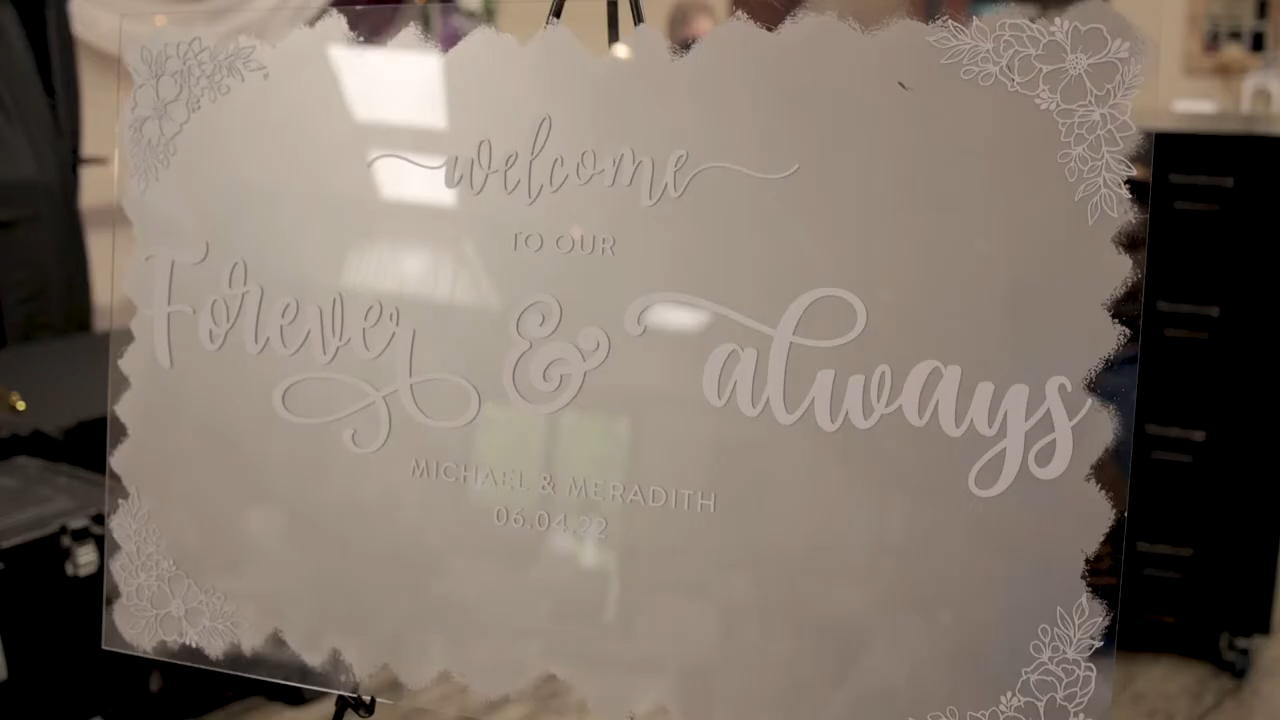 welcome
TO OUR
Forever & always
MICHAEL & MERADITH
06.04.22